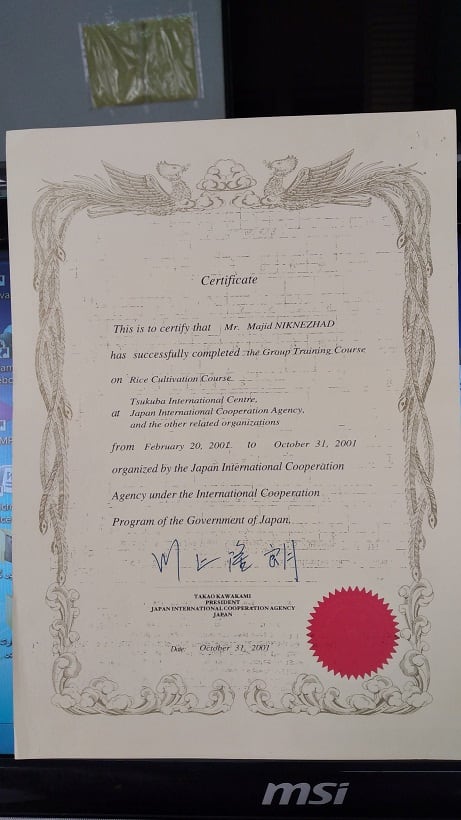 Certificate
This is to certify that Mr. Majid NIKNEZHAD
has successfully completed the Group Training Course
on Rice Cultivation Course
Tsukuba International Centre,
at Japan International Cooperation Agency,
and the other related organizations
from February 20, 2001. to October 31, 2001
organized by the Japan International Cooperation
Agency under the International Cooperation
Program of the Government of Japan.
川上隆朗
TAKAO KAWAKAMI
PRESIDENT
JAPAN INTERNATIONAL COOPERATION AGENCY
JAPAN
Date: October 31, 2001
msi